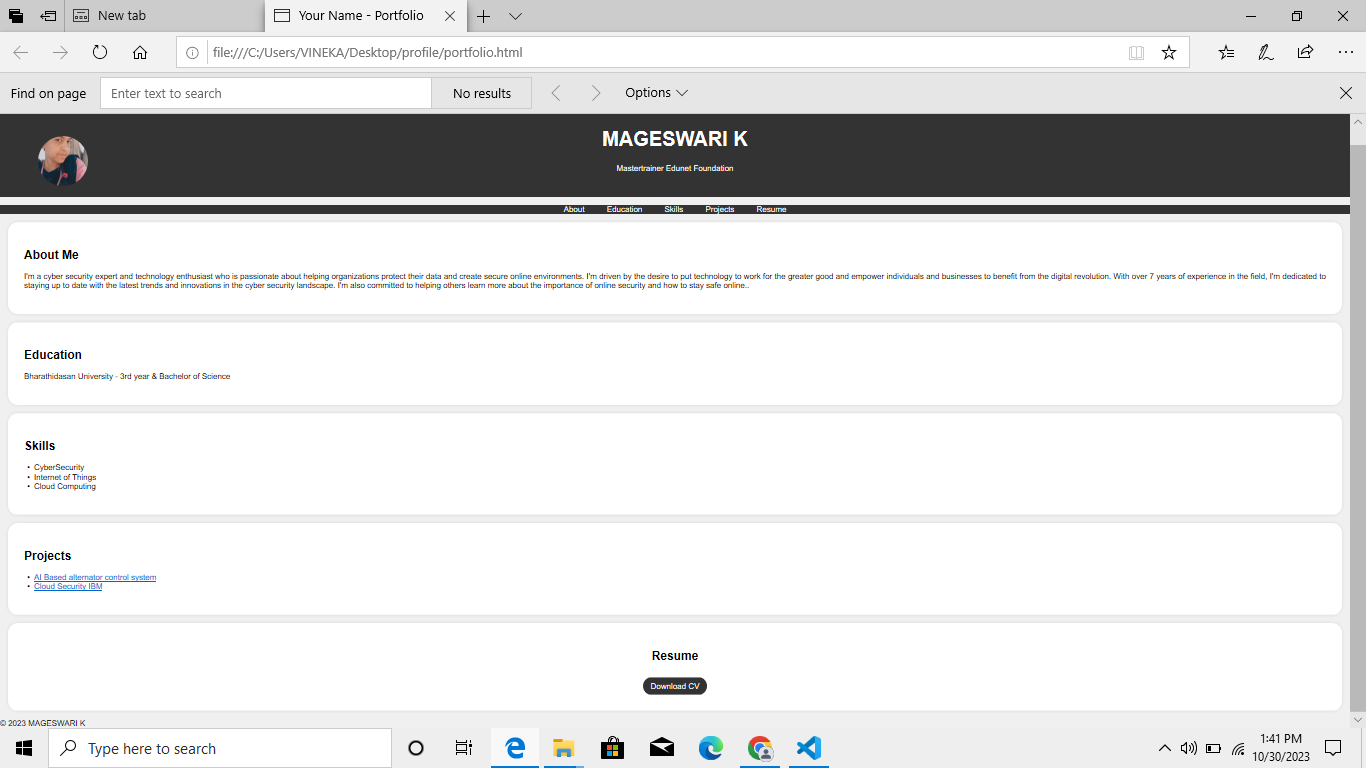 New tab
Your Name - Portfolio
file:///C:/Users/VINEKA/Desktop/profile/portfolio.html
Find on page
Enter text to search
No results
Options
MAGESWARI K
Mastertrainer Edunet Foundation
About Education Skills Projects Resume
About Me
I'm a cyber security expert and technology enthusiast who is passionate about helping organizations protect their data and create secure online environments. I'm driven by the desire to put technology to work for the greater good and empower individuals and businesses to benefit from the digital revolution. With over 7 years of experience in the field, I'm dedicated to
staying up to date with the latest trends and innovations in the cyber security landscape. I'm also committed to helping others learn more about the importance of online security and how to stay safe online..
Education
Bharathidasan University - 3rd year & Bachelor of Science
Skills
• CyberSecurity
• Internet of Things
• Cloud Computing
Projects
• AI Based alternator control system
• Cloud Security IBM
Resume
Download CV
© 2023 MAGESWARI K
Type here to search
1:41 PM
10/30/2023